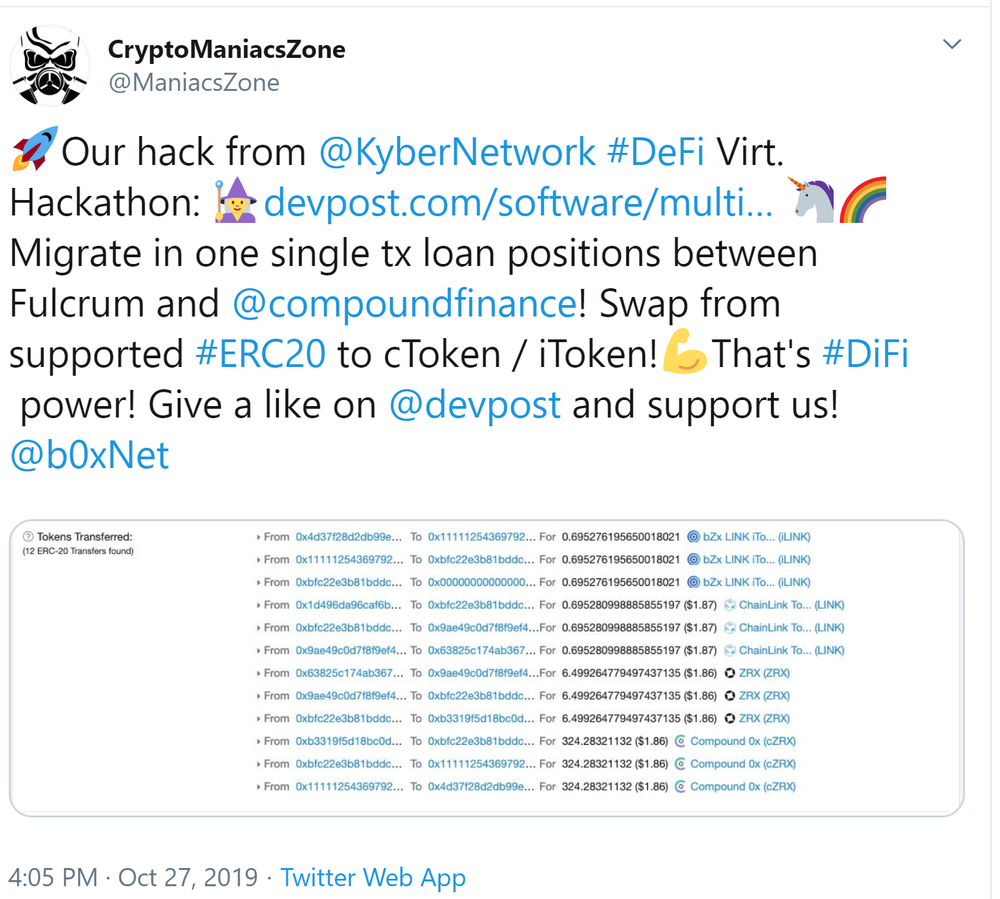 CryptoManiacsZone
@ManiacsZone
🚀Our hack from @KyberNetwork #DeFi Virt.
Hackathon: 🧙‍♀️devpost.com/software/multi… 🦄🌈
Migrate in one single tx loan positions between
Fulcrum and @compoundfinance! Swap from
supported #ERC20 to cToken / iToken!💪That's #DiFi
power! Give a like on @devpost and support us!
@b0xNet
Tokens Transferred:
(12 ERC-20 Transfers found)
From 0x4d37f28d2db99e... To 0x11111254369792... For 0.695276195650018021 bZx LINK iTo... (iLINK)
From 0x11111254369792... To 0xbfc22e3b81bddc... For 0.695276195650018021 bZx LINK iTo... (iLINK)
From 0xbfc22e3b81bddc... To 0x00000000000000... For 0.695276195650018021 bZx LINK iTo... (iLINK)
From 0x1d496da96caf6b... To 0xbfc22e3b81bddc... For 0.695280998885855197 ($1.87) ChainLink To... (LINK)
From 0xbfc22e3b81bddc... To 0x9ae49c0d7f8f9ef4...For 0.695280998885855197 ($1.87) ChainLink To... (LINK)
From 0x9ae49c0d7f8f9ef4... To 0x63825c174ab367... For 0.695280998885855197 ($1.87) ChainLink To... (LINK)
From 0x63825c174ab367... To 0x9ae49c0d7f8f9ef4...For 6.499264779497437135 ($1.86) ZRX (ZRX)
From 0x9ae49c0d7f8f9ef4... To 0xbfc22e3b81bddc... For 6.499264779497437135 ($1.86) ZRX (ZRX)
From 0xbfc22e3b81bddc... To 0xb3319f5d18bc0d... For 6.499264779497437135 ($1.86) ZRX (ZRX)
From 0xb3319f5d18bc0d... To 0xbfc22e3b81bddc... For 324.28321132 ($1.86) Compound 0x (cZRX)
From 0xbfc22e3b81bddc... To 0x11111254369792... For 324.28321132 ($1.86) Compound 0x (cZRX)
From 0x11111254369792... To 0x4d37f28d2db99e... For 324.28321132 ($1.86) Compound 0x (cZRX)
4:05 PM · Oct 27, 2019 · Twitter Web App